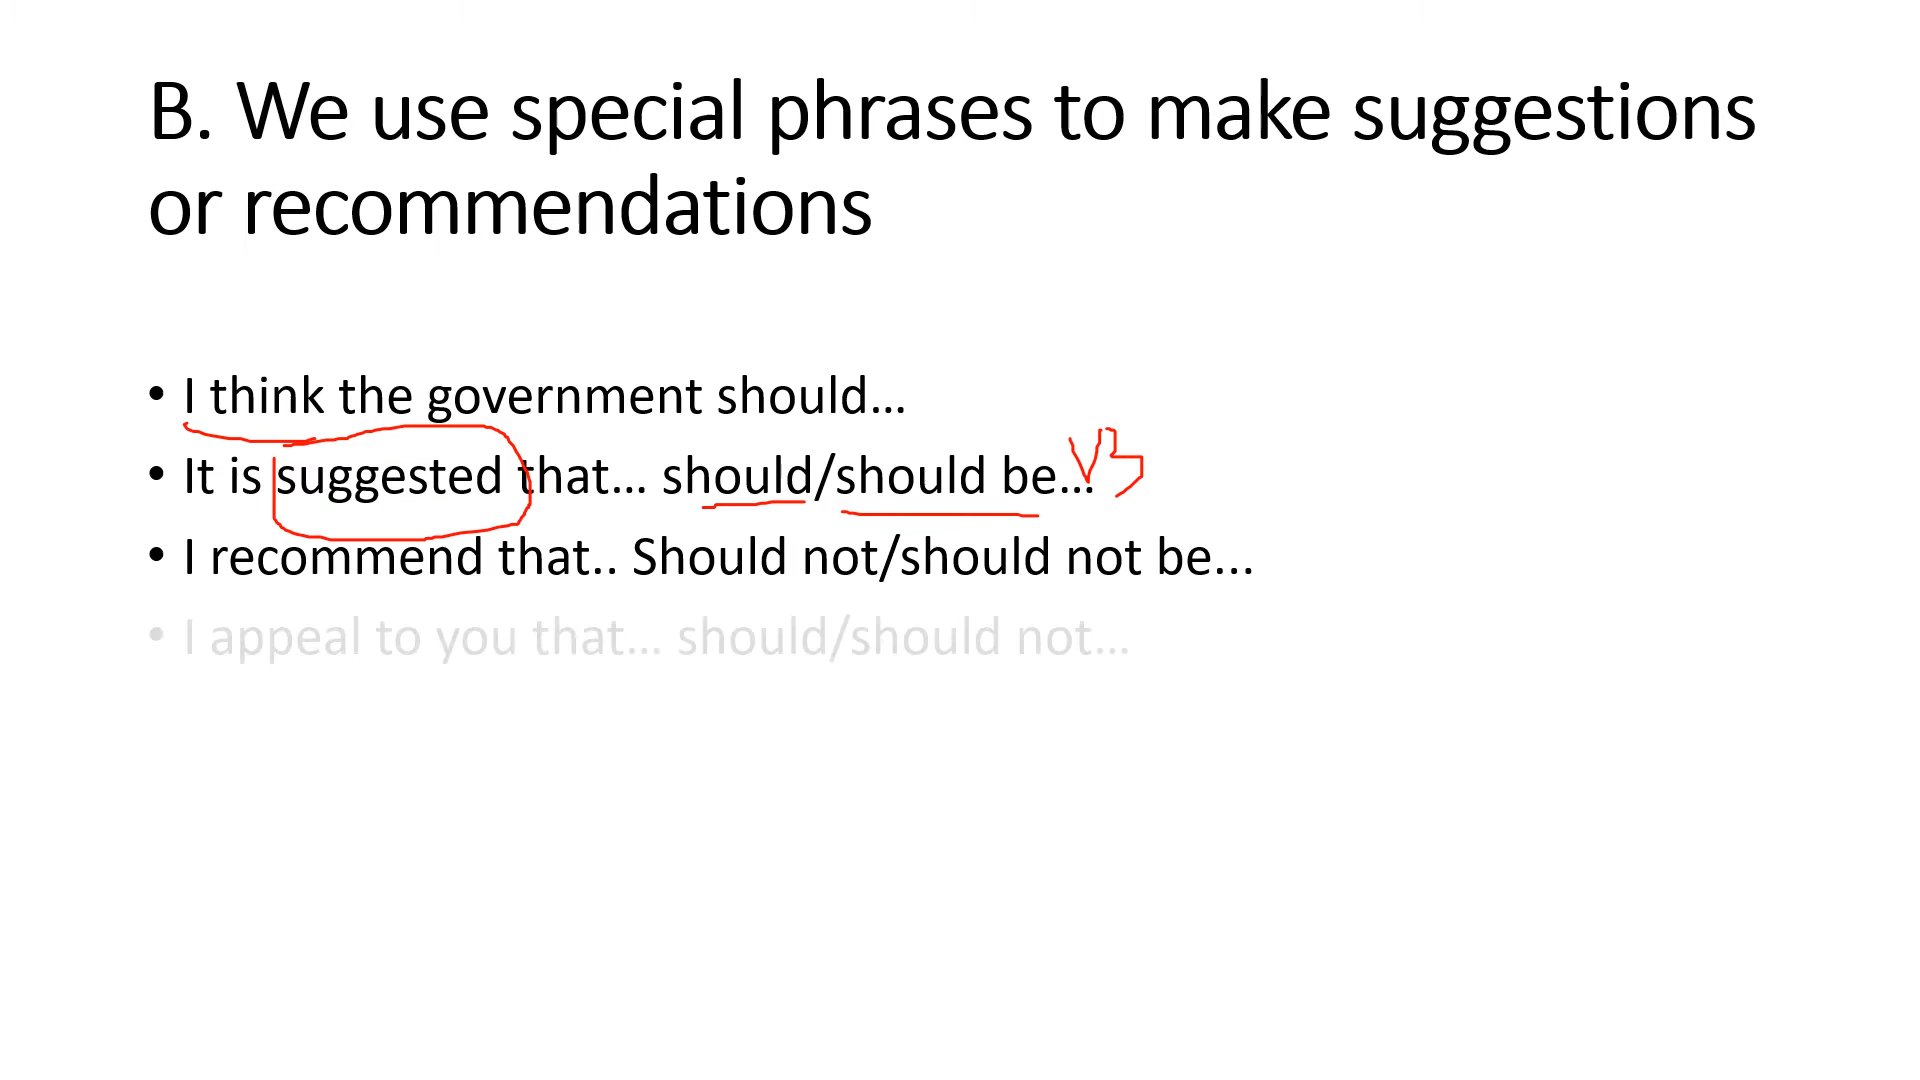 B. We use special phrases to make suggestions
or recommendations
• I think the government should...
• It is suggested that... should/should be... V3
• I recommend that.. Should not/should not be...
• I appeal to you that... should/should not...